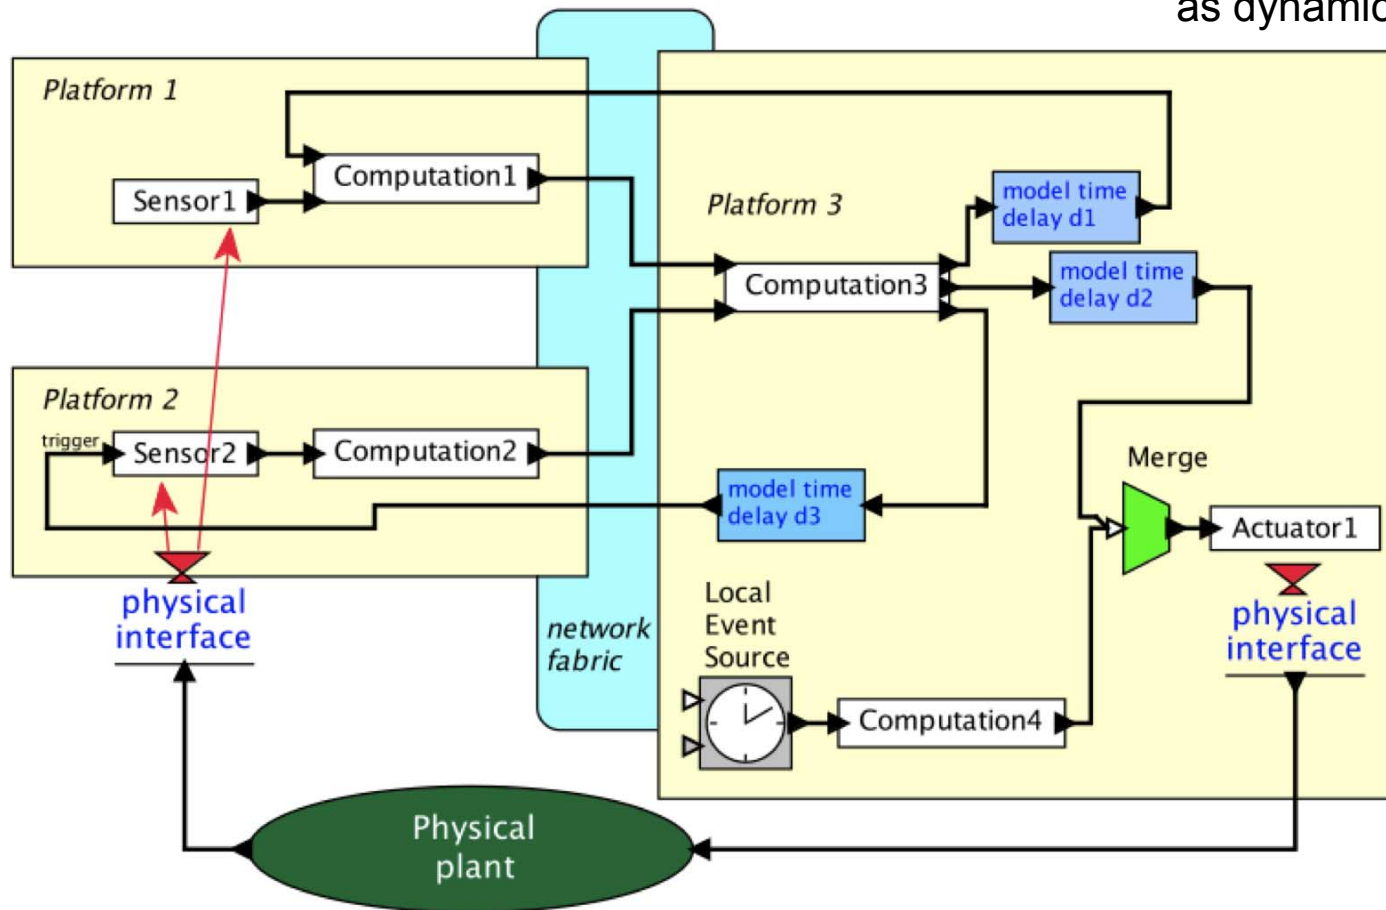 as dynamic
Platform 1
Computation1
Sensor1
model time
delay d1
Platform 3
model time
delay d2
Computation3
Platform 2
trigger
Sensor2
Computation2
Merge
model time
delay d3
Actuator1
physical
interface
Local
Event
Source
physical
interface
network
fabric
Computation4
Physical
plant